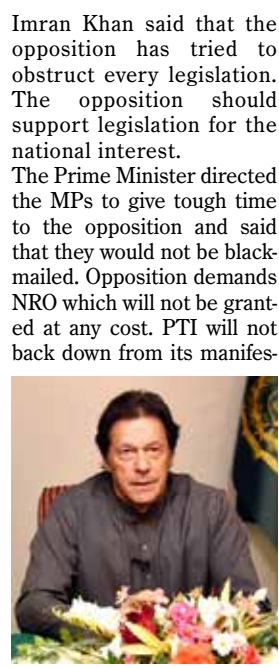 Imran Khan said that the
opposition has tried to
obstruct every legislation.
The opposition should
support legislation for the
national interest.
The Prime Minister directed
the MPs to give tough time
to the opposition and said
that they would not be black-
mailed. Opposition demands
NRO which will not be grant-
ed at any cost. PTI will not
back down from its manifes-